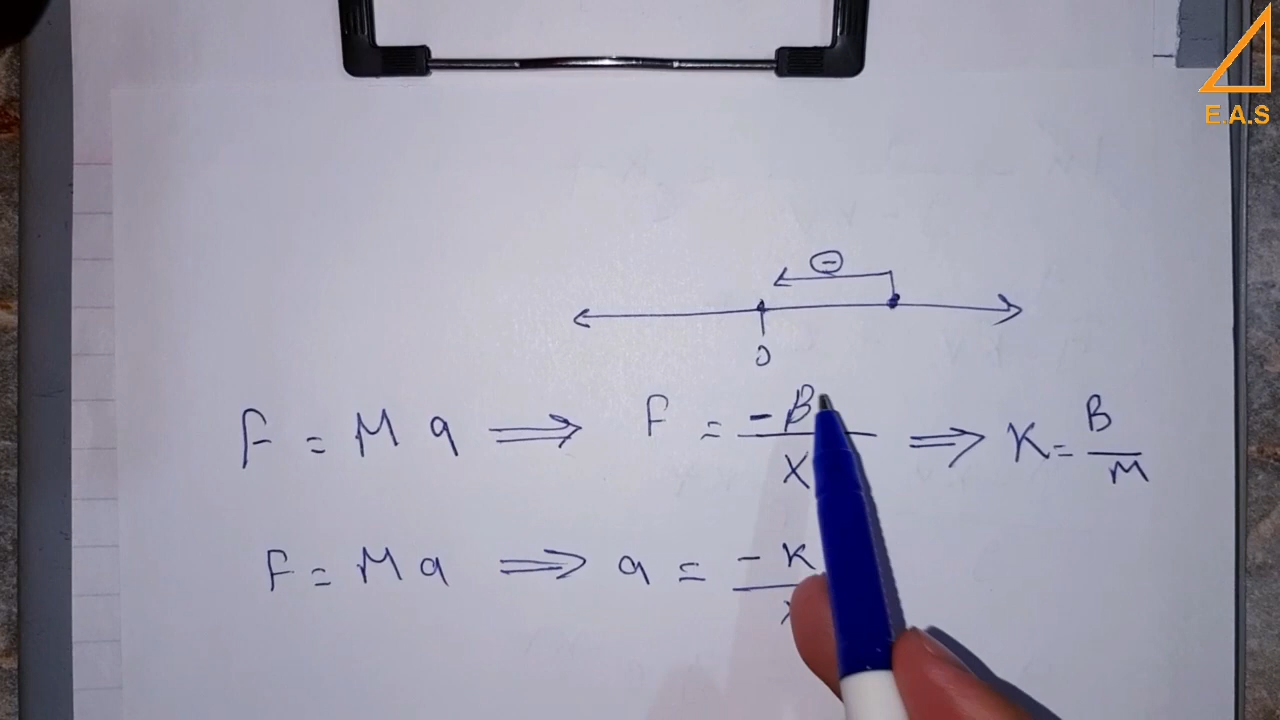 E.A.S
⊖
0
F = M a ⟹ F = -B / X ⟹ K = B / M
F = M a ⟹ a = -K /